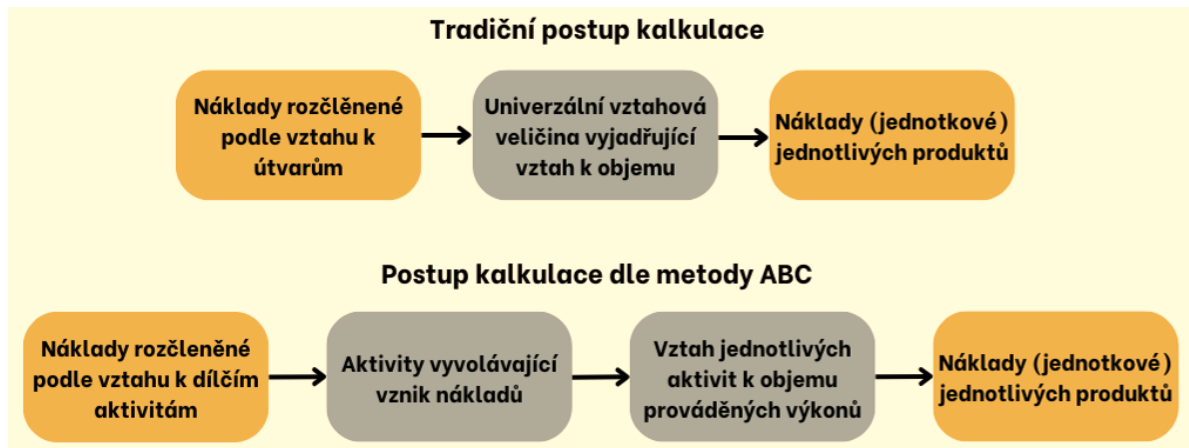 Tradiční postup kalkulace
Náklady rozčlěnené
podle vztahu k
útvarům
Univerzální vztahová
veličina vyjadřující
vztah k objemu
Náklady (jednotkové)
jednotlivých produktů
Postup kalkulace dle metody ABC
Náklady rozčleněné
podle vztahu k dílčím
aktivitám
Aktivity vyvolávající
vznik nákladů
Vztah jednotlivých
aktivit k objemu
prováděných výkonů
Náklady (jednotkové)
jednotlivých produktů